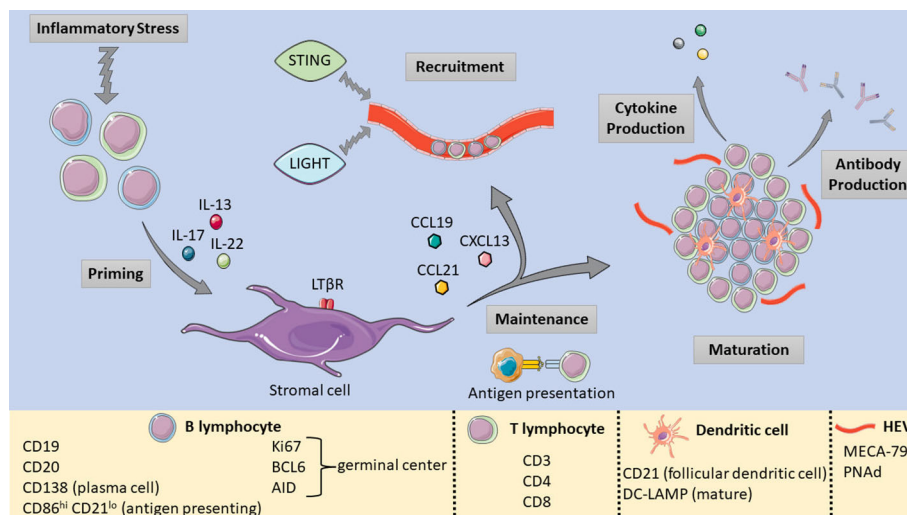 Inflammatory Stress
STING
LIGHT
Recruitment
Cytokine
Production
Antibody
Production
IL-13
IL-17
IL-22
Priming
LTβR
CCL19
CXCL13
CCL21
Maintenance
Maturation
Stromal cell
Antigen presentation
B lymphocyte
CD19
CD20
CD138 (plasma cell)
CD86hi CD21lo (antigen presenting)
Ki67
BCL6
AID
germinal center
T lymphocyte
CD3
CD4
CD8
Dendritic cell
CD21 (follicular dendritic cell)
DC-LAMP (mature)
HEV
MECA-79
PNAd